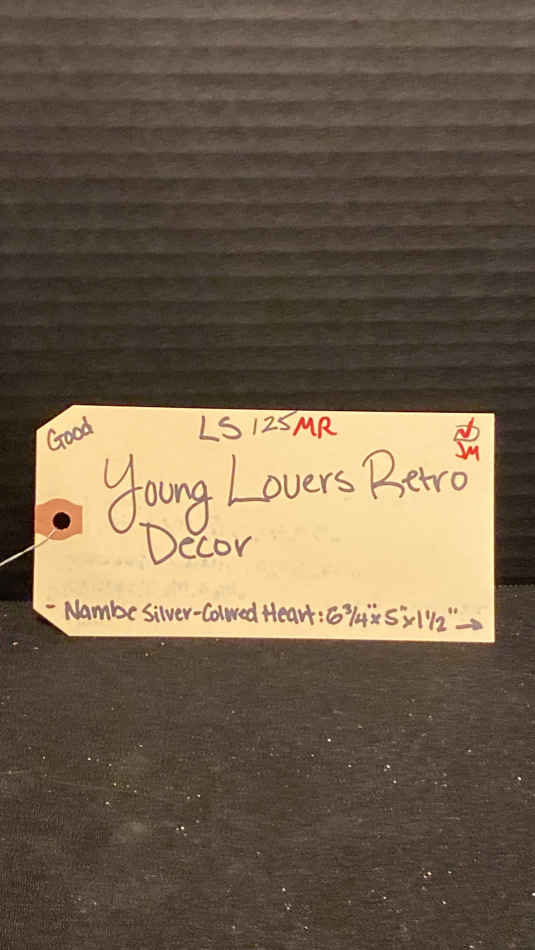 Good
LS 125 MR
JM
Young Lovers Retro
Decor
- Nambe Silver-Colored Heart: 6 3/4" x 5" x 1 1/2" →